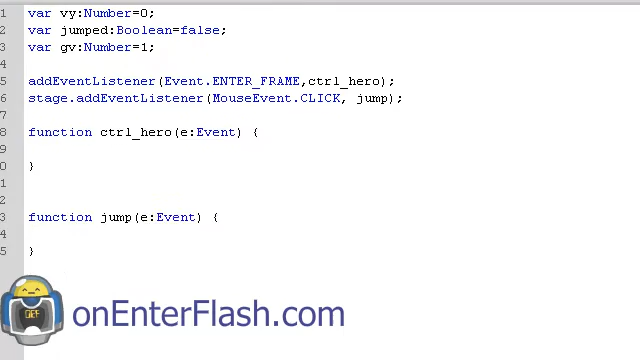 1 var vy:Number=0;
2 var jumped:Boolean=false;
3 var gv:Number=1;
4
5 addEventListener(Event.ENTER_FRAME,ctrl_hero);
6 stage.addEventListener(MouseEvent.CLICK, jump);
7
8 function ctrl_hero(e:Event) {
9
0 }
1
2
3 function jump(e:Event) {
4
5 }
OEF
onEnterFlash.com